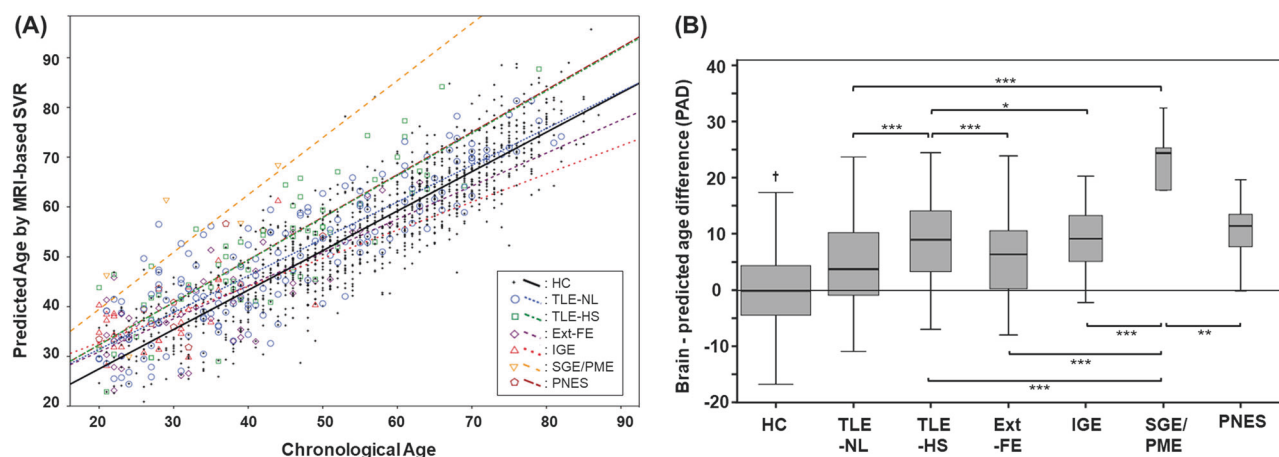 (A)
Predicted Age by MRI-based SVR
90
80
70
60
50
40
30
20
20 30 40 50 60 70 80 90
Chronological Age
: HC
: TLE-NL
: TLE-HS
: Ext-FE
: IGE
: SGE/PME
: PNES
(B)
Brain - predicted age difference (PAD)
40
30
20
10
0
-10
-20
***
*
*** ***
†
*** **
***
***
HC TLE -NL TLE -HS Ext -FE IGE SGE/ PME PNES